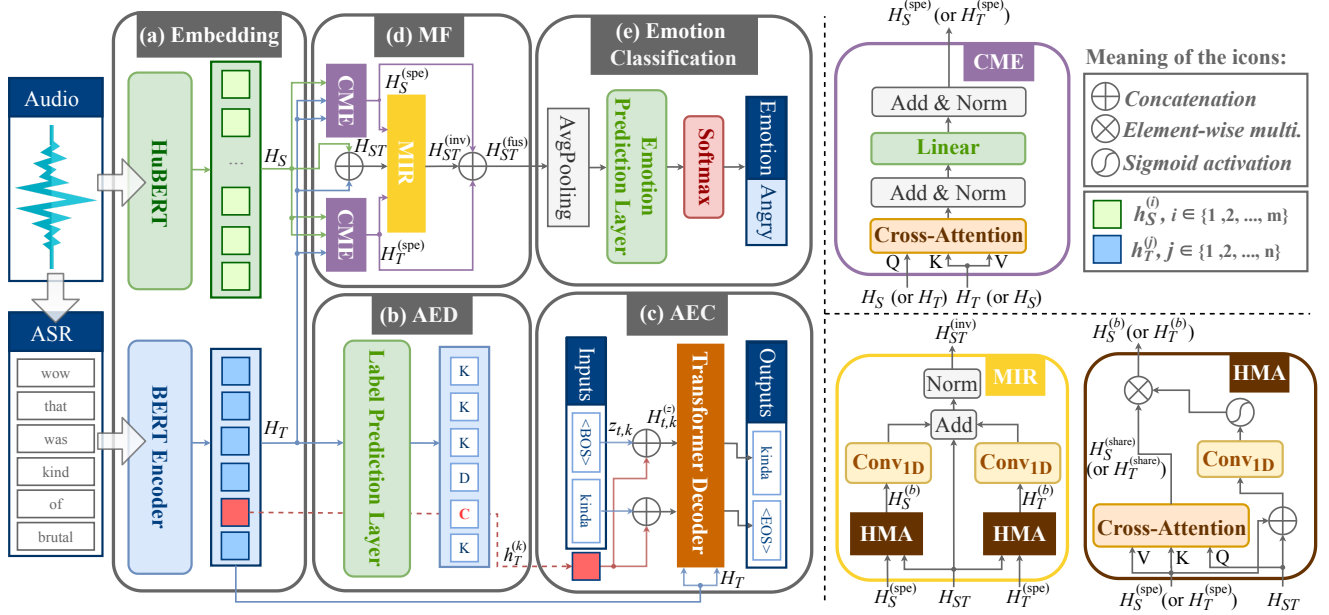 (a) Embedding
(d) MF
(e) Emotion
Classification
Audio
HuBERT
...
H_S
CME
H_S^(spe)
H_ST
MIR
H_ST^(inv)
H_ST^(fus)
CME
H_T^(spe)
AvgPooling
Emotion
Prediction Layer
Softmax
Emotion
Angry
ASR
wow
that
was
kind
of
brutal
BERT Encoder
H_T
(b) AED
Label Prediction Layer
K
K
K
D
C
K
h_T^(k)
(c) AEC
Inputs
<BOS>
kinda
z_t,k
H_t,k^(z)
Transformer
Decoder
H_T
Outputs
kinda
<EOS>
H_S^(spe) (or H_T^(spe))
CME
Add & Norm
Linear
Add & Norm
Cross-Attention
Q K V
H_S (or H_T) H_T (or H_S)
Meaning of the icons:
Concatenation
Element-wise multi.
Sigmoid activation
h_S^(i), i ∈ {1 ,2, ..., m}
h_T^(j), j ∈ {1, 2, ..., n}
H_ST^(inv)
MIR
Norm
Add
Conv1D
Conv1D
H_S^(b)
H_T^(b)
HMA
HMA
H_S^(spe) H_ST H_T^(spe)
H_S^(b) (or H_T^(b))
HMA
H_S^(share)
(or H_T^(share))
Conv1D
Cross-Attention
V K Q
H_S^(spe) (or H_T^(spe)) H_ST